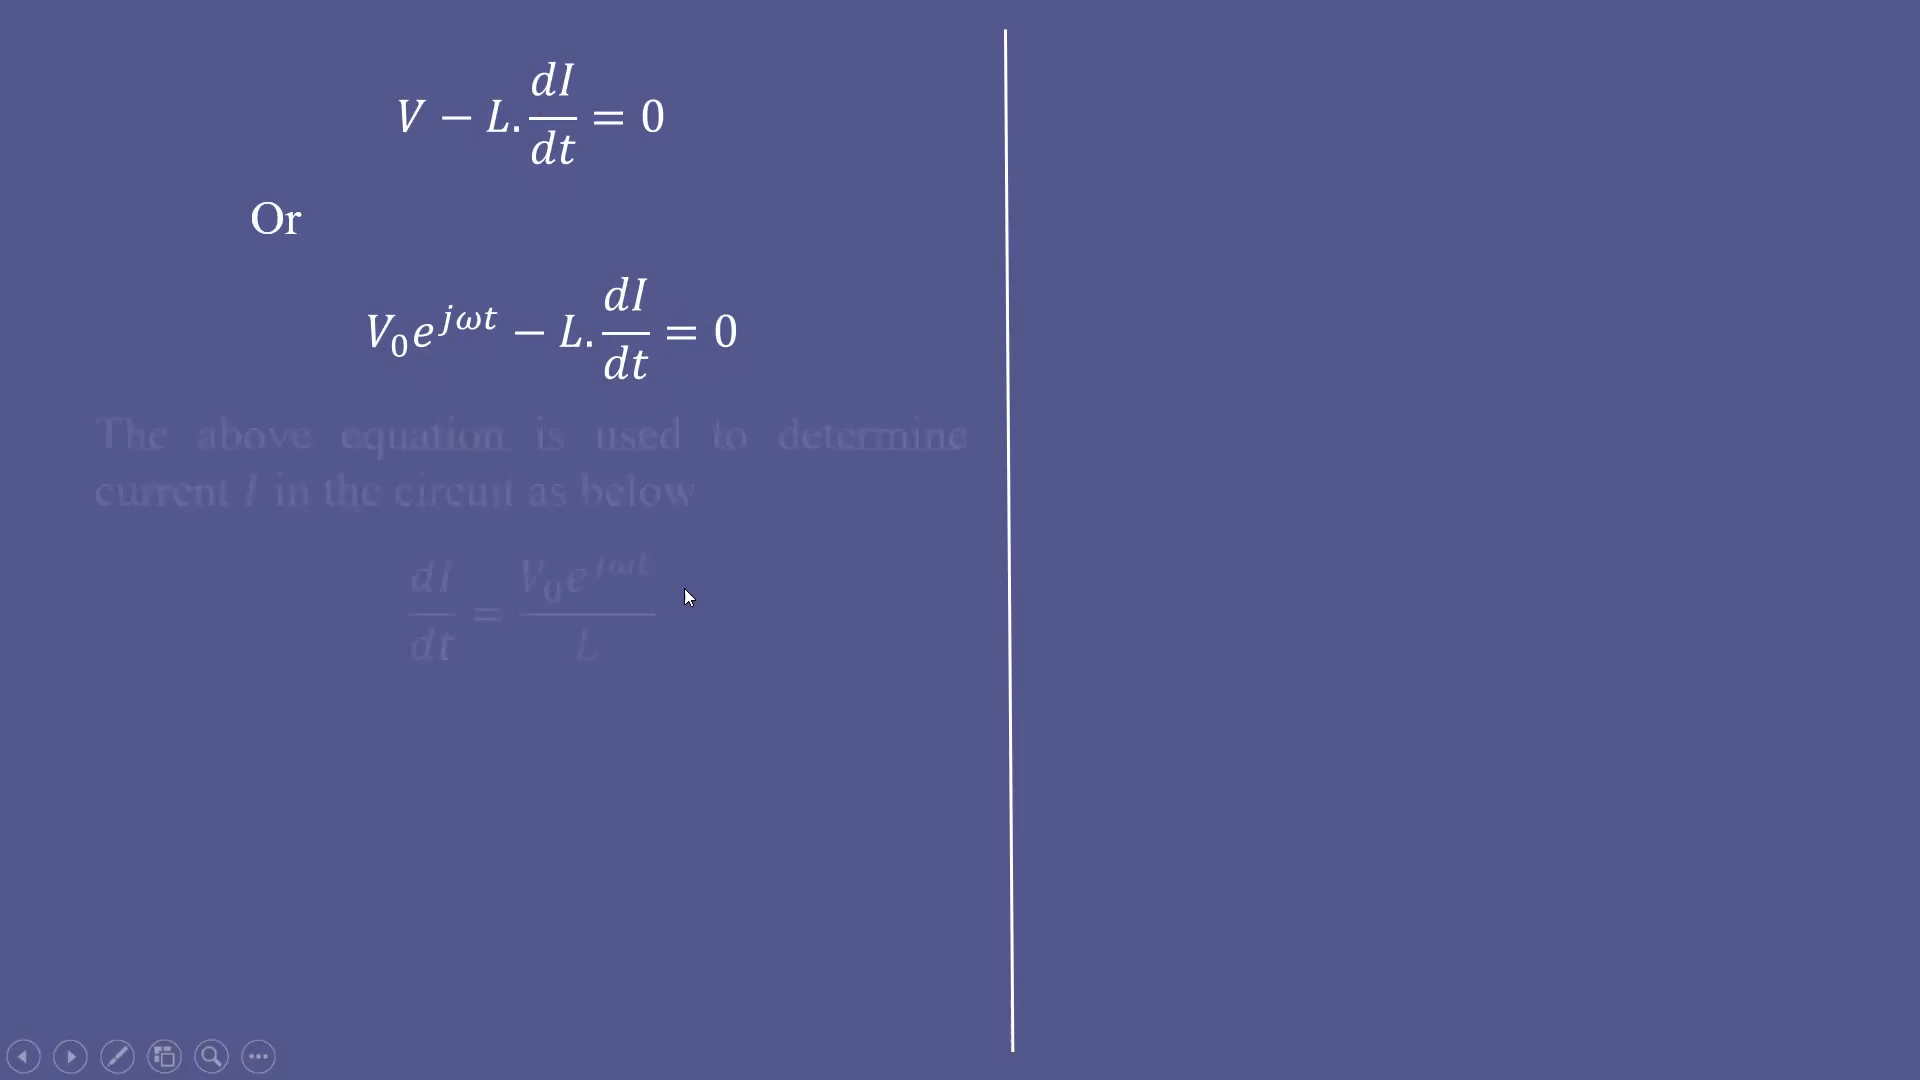 V − L. dI/dt = 0
Or
V₀e^{jωt} − L. dI/dt = 0
The above equation is used to determine
current I in the circuit as below
dI/dt = V₀e^{jωt}/L